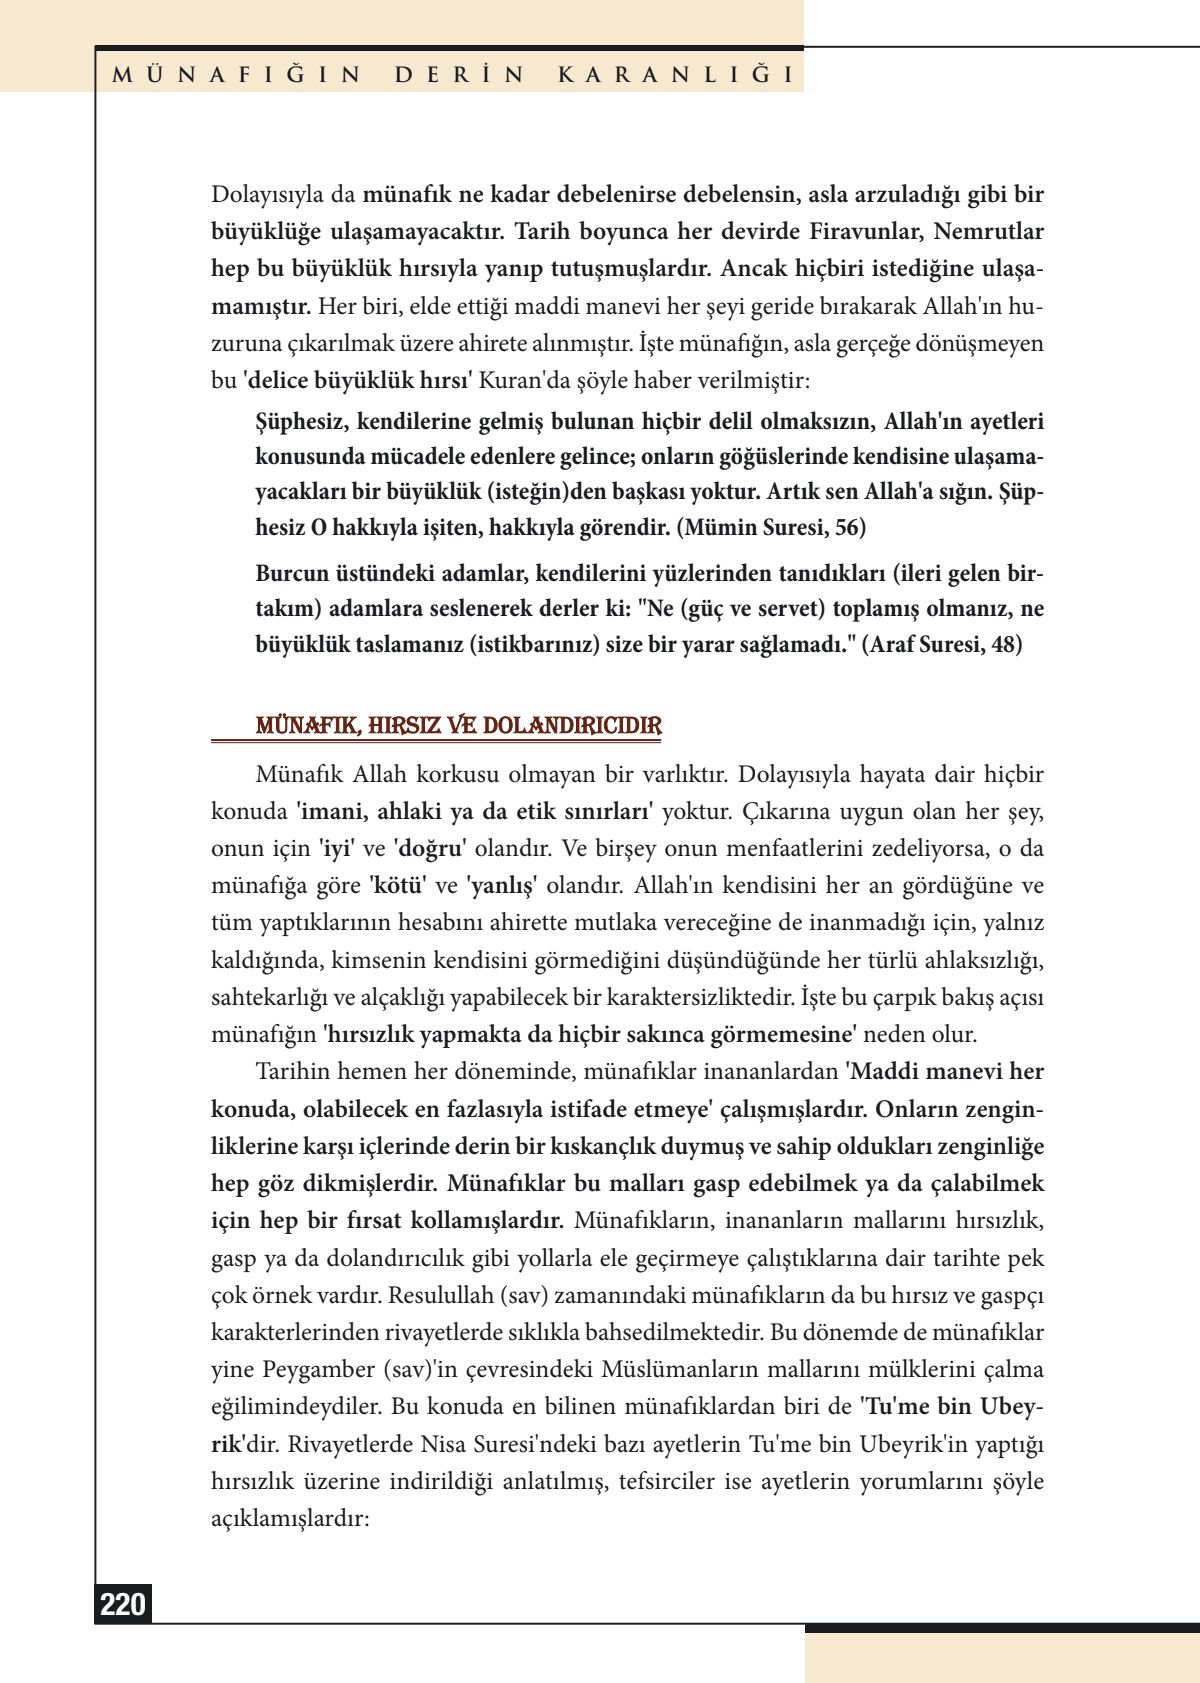 MÜNAFIĞIN DERİN KARANLIĞI
Dolayısıyla da münafık ne kadar debelenirse debelensin, asla arzuladığı gibi bir
büyüklüğe ulaşamayacaktır. Tarih boyunca her devirde Firavunlar, Nemrutlar
hep bu büyüklük hırsıyla yanıp tutuşmuşlardır. Ancak hiçbiri istediğine ulaşa-
mamıştır. Her biri, elde ettiği maddi manevi her şeyi geride bırakarak Allah'ın hu-
zuruna çıkarılmak üzere ahirete alınmıştır. İşte münafığın, asla gerçeğe dönüşmeyen
bu 'delice büyüklük hırsı' Kuran'da şöyle haber verilmiştir:
Şüphesiz, kendilerine gelmiş bulunan hiçbir delil olmaksızın, Allah'ın ayetleri
konusunda mücadele edenlere gelince; onların göğüslerinde kendisine ulaşama-
yacakları bir büyüklük (isteğin)den başkası yoktur. Artık sen Allah'a sığın. Şüp-
hesiz O hakkıyla işiten, hakkıyla görendir. (Mümin Suresi, 56)
Burcun üstündeki adamlar, kendilerini yüzlerinden tanıdıkları (ileri gelen bir-
takım) adamlara seslenerek derler ki: "Ne (güç ve servet) toplamış olmanız, ne
büyüklük taslamanız (istikbarınız) size bir yarar sağlamadı." (Araf Suresi, 48)
MÜNAFIK, HIRSIZ VE DOLANDIRICIDIR
Münafık Allah korkusu olmayan bir varlıktır. Dolayısıyla hayata dair hiçbir
konuda 'imani, ahlaki ya da etik sınırları' yoktur. Çıkarına uygun olan her şey,
onun için 'iyi' ve 'doğru' olandır. Ve birşey onun menfaatlerini zedeliyorsa, o da
münafığa göre 'kötü' ve 'yanlış' olandır. Allah'ın kendisini her an gördüğüne ve
tüm yaptıklarının hesabını ahirette mutlaka vereceğine de inanmadığı için, yalnız
kaldığında, kimsenin kendisini görmediğini düşündüğünde her türlü ahlaksızlığı,
sahtekarlığı ve alçaklığı yapabilecek bir karaktersizliktedir. İşte bu çarpık bakış açısı
münafığın 'hırsızlık yapmakta da hiçbir sakınca görmemesine' neden olur.
Tarihin hemen her döneminde, münafıklar inananlardan 'Maddi manevi her
konuda, olabilecek en fazlasıyla istifade etmeye' çalışmışlardır. Onların zengin-
liklerine karşı içlerinde derin bir kıskançlık duymuş ve sahip oldukları zenginliğe
hep göz dikmişlerdir. Münafıklar bu malları gasp edebilmek ya da çalabilmek
için hep bir fırsat kollamışlardır. Münafıkların, inananların mallarını hırsızlık,
gasp ya da dolandırıcılık gibi yollarla ele geçirmeye çalıştıklarına dair tarihte pek
çok örnek vardır. Resulullah (sav) zamanındaki münafıkların da bu hırsız ve gaspçı
karakterlerinden rivayetlerde sıklıkla bahsedilmektedir. Bu dönemde de münafıklar
yine Peygamber (sav)'in çevresindeki Müslümanların mallarını mülklerini çalma
eğilimindeydiler. Bu konuda en bilinen münafıklardan biri de 'Tu'me bin Ubey-
rik'dir. Rivayetlerde Nisa Suresi'ndeki bazı ayetlerin Tu'me bin Ubeyrik'in yaptığı
hırsızlık üzerine indirildiği anlatılmış, tefsirciler ise ayetlerin yorumlarını şöyle
açıklamışlardır:
220